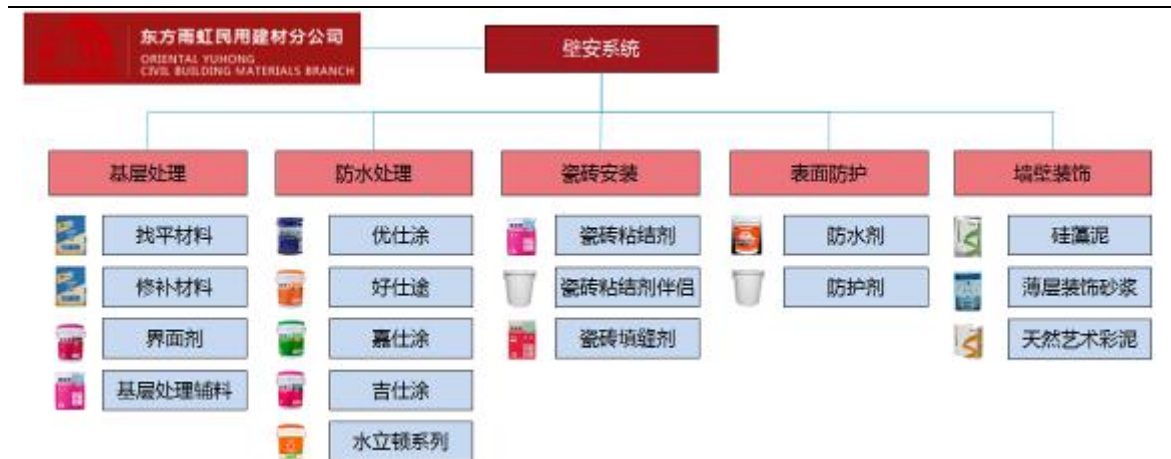 东方雨虹民用建材分公司
ORIENTAL YUHONG
CIVIL BUILDING MATERIALS BRANCH
壁安系统
基层处理
防水处理
瓷砖安装
表面防护
墙壁装饰
找平材料
优仕涂
瓷砖粘结剂
防水剂
硅藻泥
修补材料
好仕途
瓷砖粘结剂伴侣
防护剂
薄层装饰砂浆
界面剂
嘉仕涂
瓷砖填缝剂
天然艺术彩泥
基层处理辅料
吉仕涂
水立顿系列